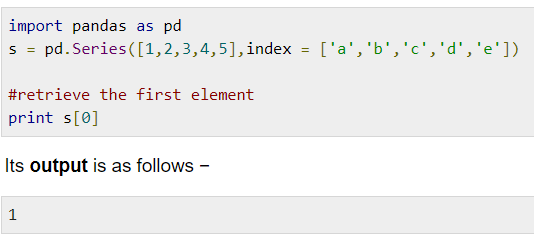 import pandas as pd
s = pd.Series([1,2,3,4,5],index = ['a','b','c','d','e'])
#retrieve the first element
print s[0]
Its output is as follows −
1